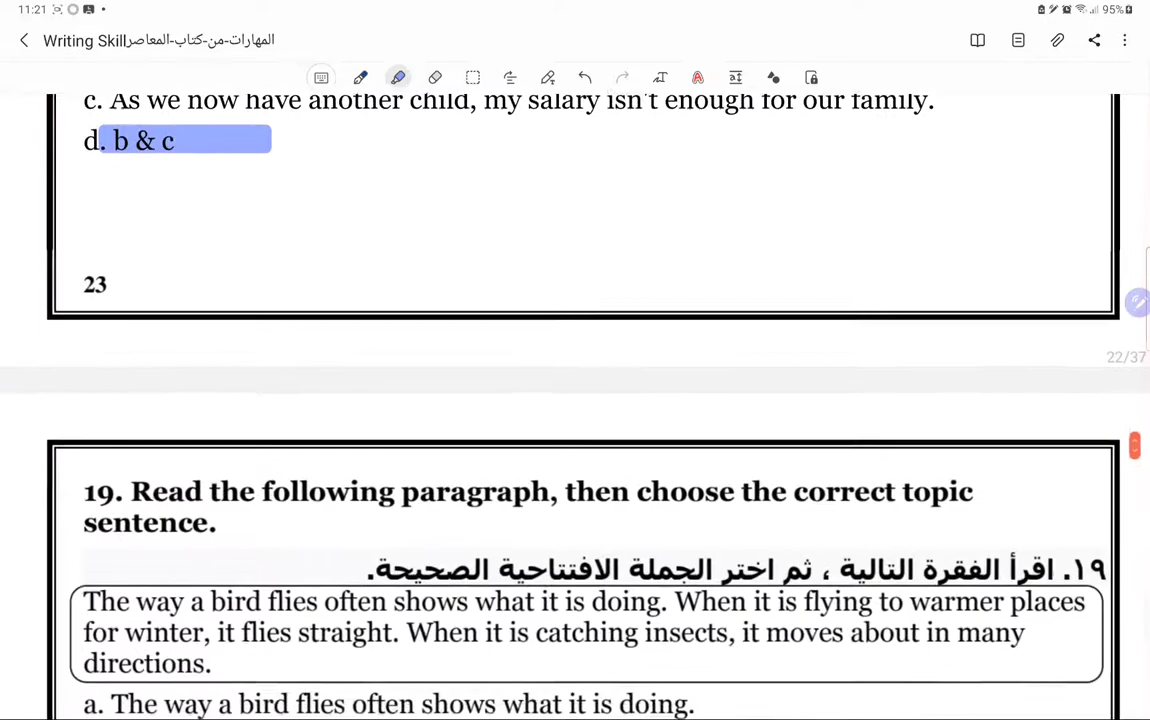 11:21 95%
Writing Skillالمهارات-من-كتاب-المعاصر
c. As we now have another child, my salary isn't enough for our family.
d. b & c
23
22/37
19. Read the following paragraph, then choose the correct topic
sentence.
١٩. اقرأ الفقرة التالية ، ثم اختر الجملة الافتتاحية الصحيحة.
The way a bird flies often shows what it is doing. When it is flying to warmer places
for winter, it flies straight. When it is catching insects, it moves about in many
directions.
a. The way a bird flies often shows what it is doing.